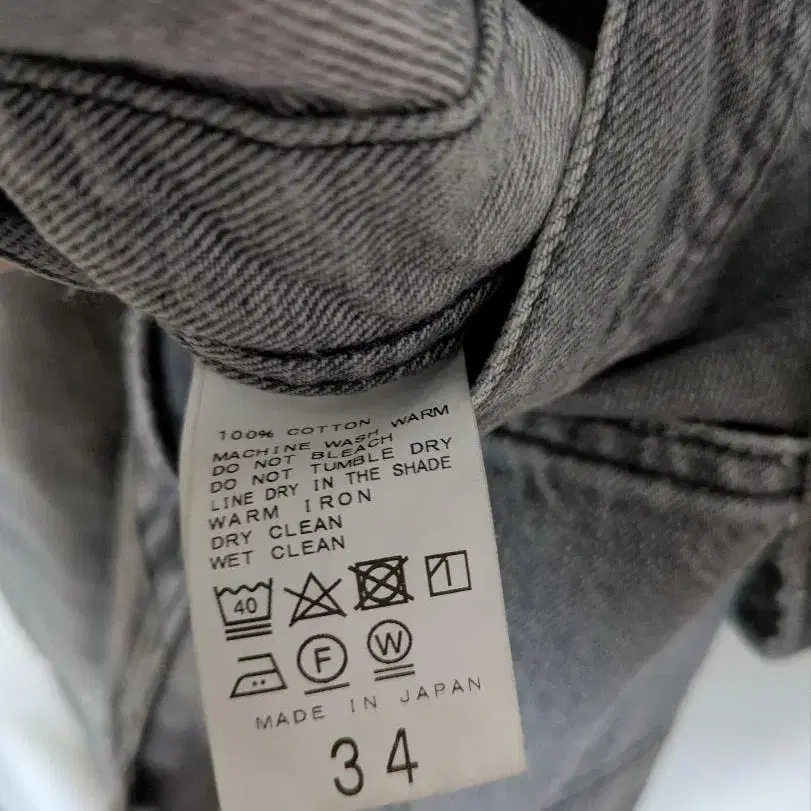 100% COTTON
MACHINE WASH WARM
DO NOT BLEACH
DO NOT TUMBLE DRY
LINE DRY IN THE SHADE
WARM IRON
DRY CLEAN
WET CLEAN
40
F W
MADE IN JAPAN
34